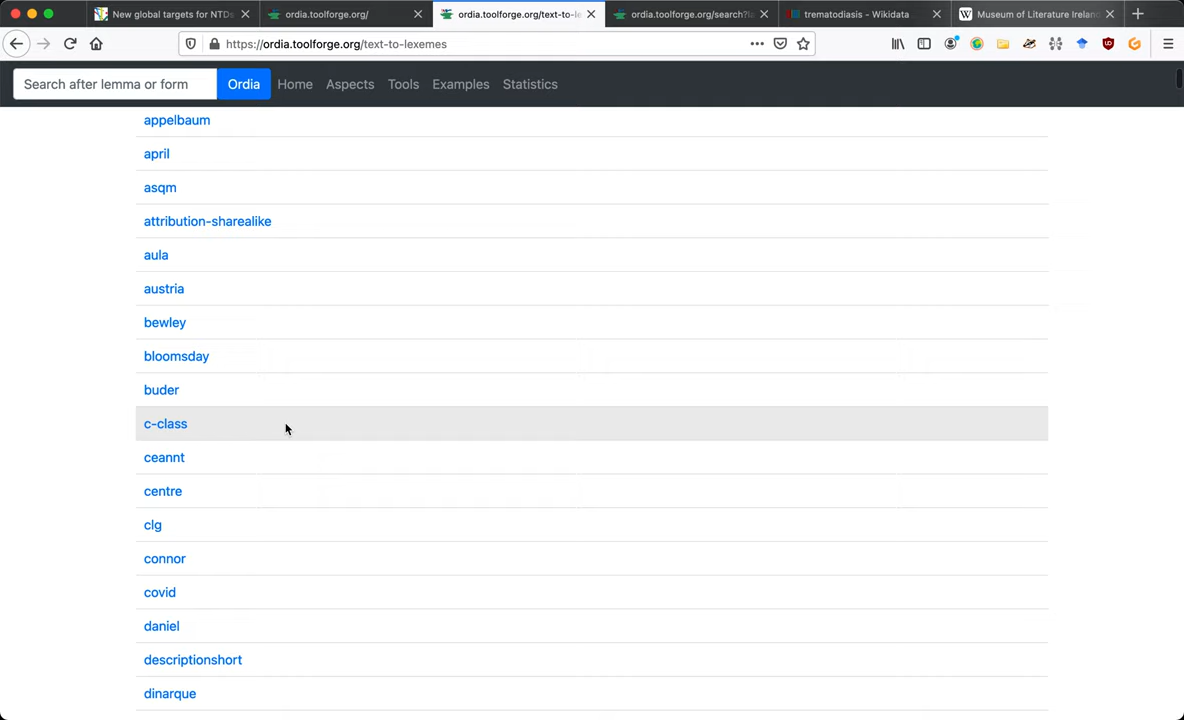 New global targets for NTDs
ordia.toolforge.org/
ordia.toolforge.org/text-to-le
ordia.toolforge.org/search?l
trematodiasis - Wikidata
Museum of Literature Ireland
https://ordia.toolforge.org/text-to-lexemes
Search after lemma or form
Ordia
Home
Aspects
Tools
Examples
Statistics
appelbaum
april
asqm
attribution-sharealike
aula
austria
bewley
bloomsday
buder
c-class
ceannt
centre
clg
connor
covid
daniel
descriptionshort
dinarque